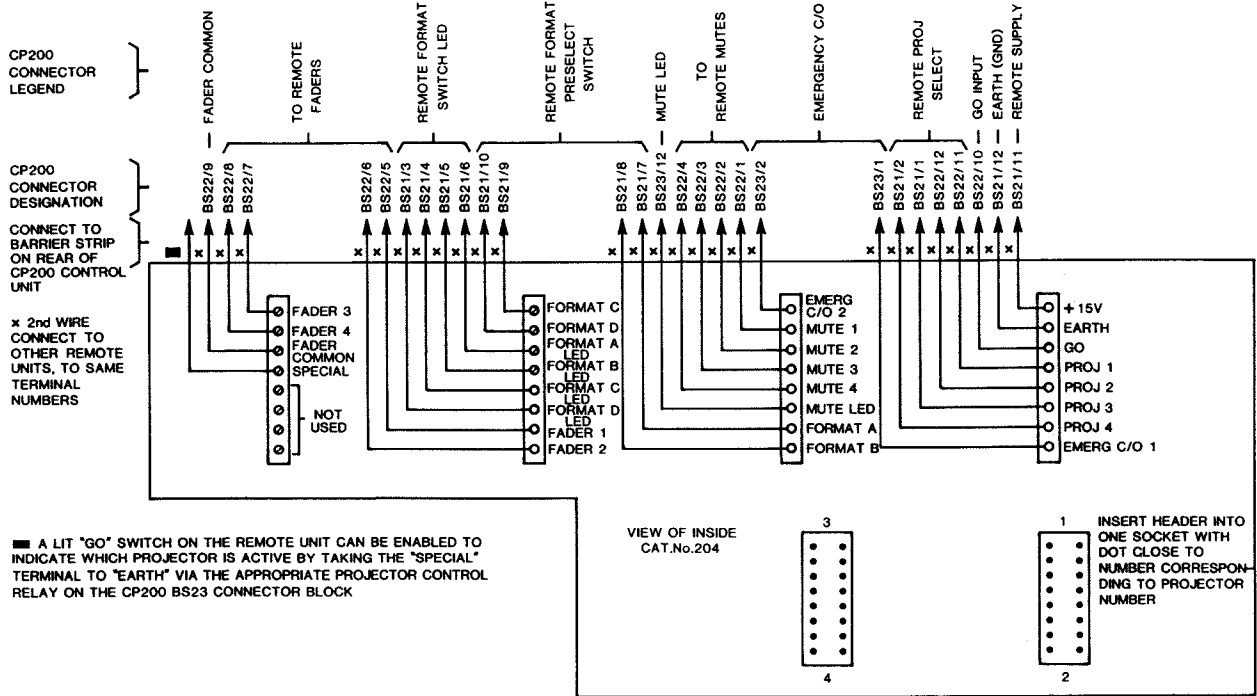 CP200
CONNECTOR
LEGEND
FADER COMMON
TO REMOTE
FADERS
REMOTE FORMAT
SWITCH LED
REMOTE FORMAT
PRESELECT
SWITCH
MUTE LED
TO
REMOTE MUTES
EMERGENCY C/O
REMOTE PROJ
SELECT
GO INPUT
EARTH (GND)
REMOTE SUPPLY
CP200
CONNECTOR
DESIGNATION
BS22/9
BS22/8
BS22/7
BS22/6
BS22/5
BS21/3
BS21/4
BS21/5
BS21/6
BS21/10
BS21/9
BS21/8
BS21/7
BS23/12
BS22/4
BS22/3
BS22/2
BS22/1
BS23/2
BS23/1
BS21/2
BS21/1
BS22/12
BS22/11
BS22/10
BS21/12
BS21/11
CONNECT TO
BARRIER STRIP
ON REAR OF
CP200 CONTROL
UNIT
x x x x x x x x x x x x x x x x x x x x x
x 2nd WIRE
CONNECT TO
OTHER REMOTE
UNITS, TO SAME
TERMINAL
NUMBERS
FADER 3
FADER 4
FADER
COMMON
SPECIAL
NOT
USED
FORMAT C
FORMAT D
FORMAT A
LED
FORMAT B
LED
FORMAT C
LED
FORMAT D
LED
FADER 1
FADER 2
EMERG
C/O 2
MUTE 1
MUTE 2
MUTE 3
MUTE 4
MUTE LED
FORMAT A
FORMAT B
+15V
EARTH
GO
PROJ 1
PROJ 2
PROJ 3
PROJ 4
EMERG C/O 1
A LIT "GO" SWITCH ON THE REMOTE UNIT CAN BE ENABLED TO
INDICATE WHICH PROJECTOR IS ACTIVE BY TAKING THE "SPECIAL"
TERMINAL TO "EARTH" VIA THE APPROPRIATE PROJECTOR CONTROL
RELAY ON THE CP200 BS23 CONNECTOR BLOCK
VIEW OF INSIDE
CAT.No.204
3
4
1
2
INSERT HEADER INTO
ONE SOCKET WITH
DOT CLOSE TO
NUMBER CORRESPON-
DING TO PROJECTOR
NUMBER